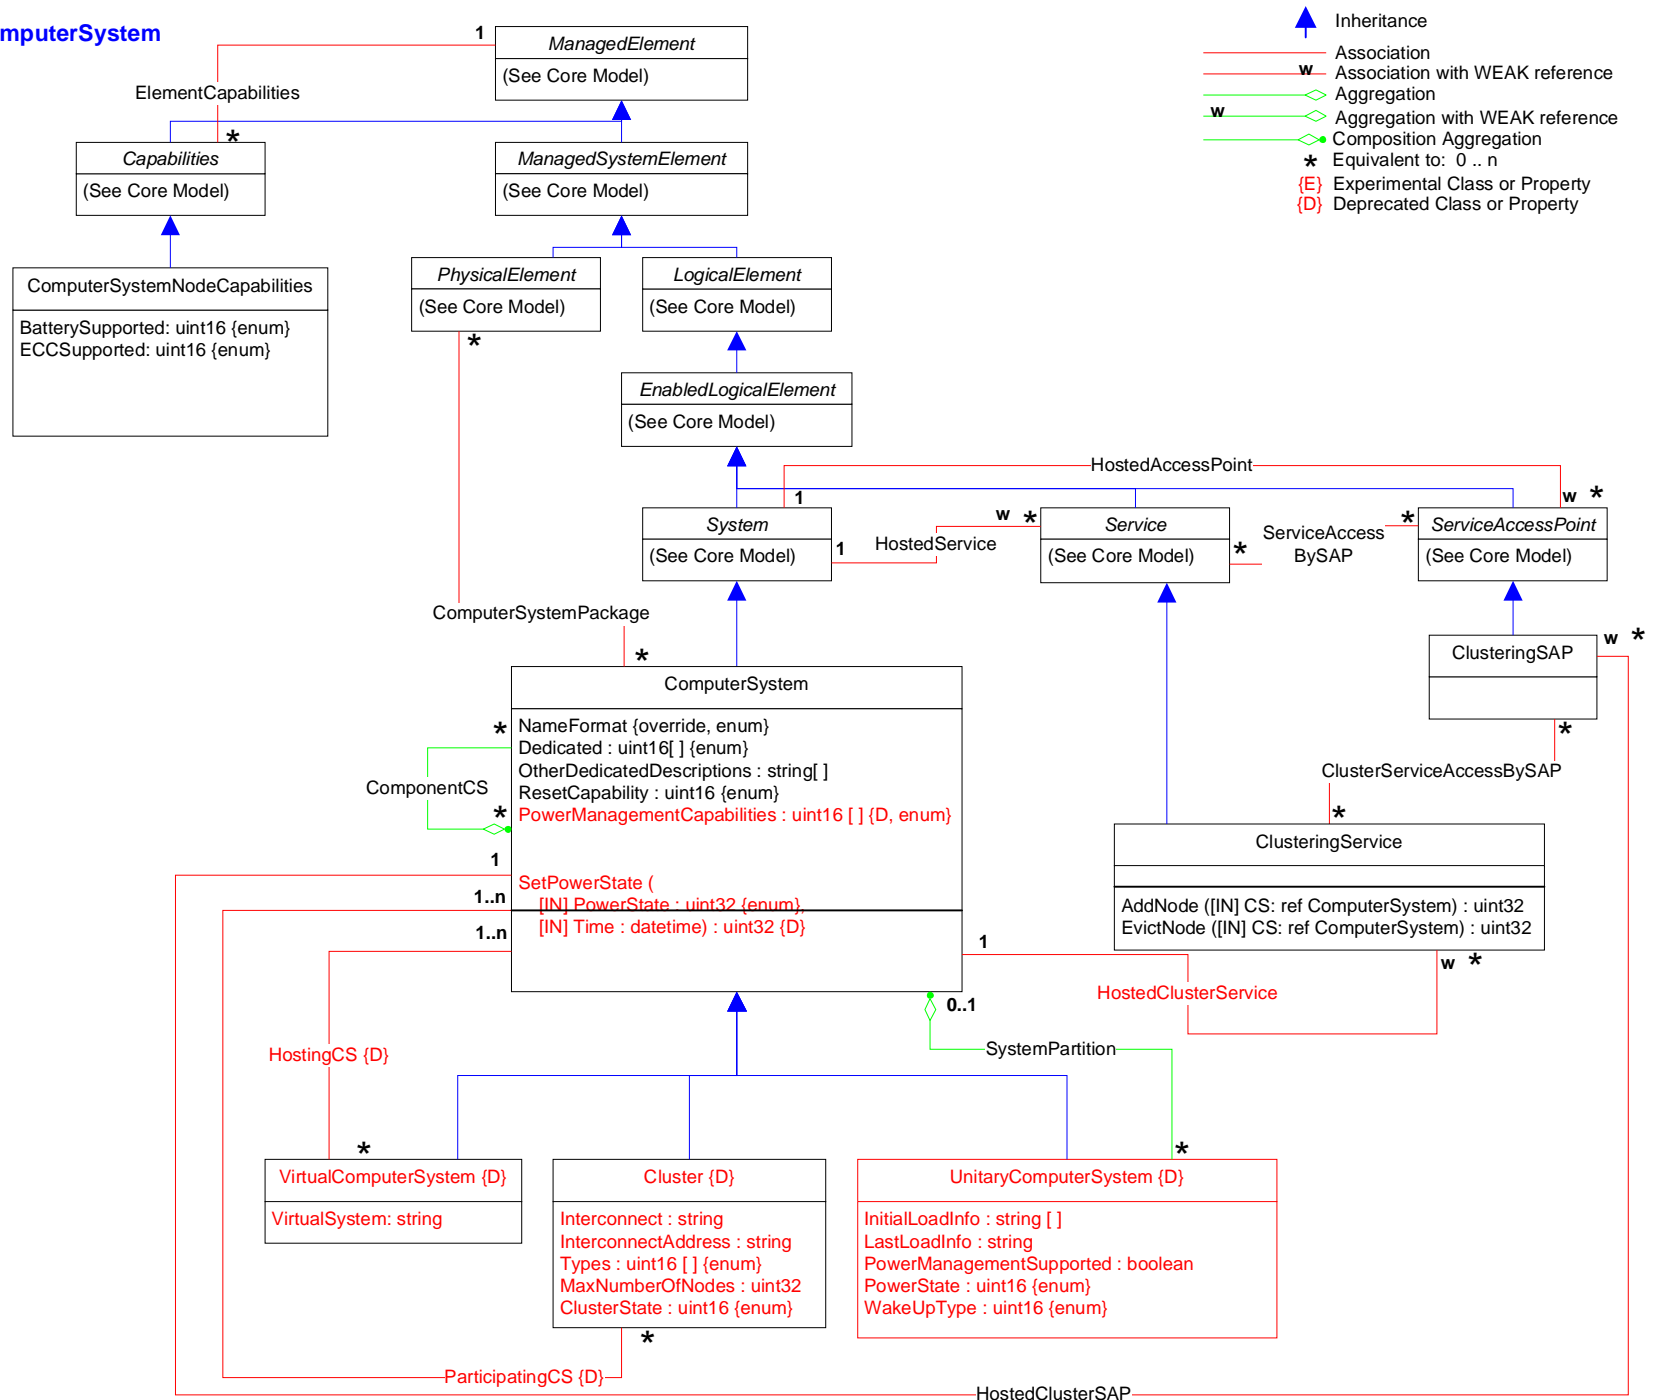 mputerSystem
Inheritance
Association
w Association with WEAK reference
Aggregation
w Aggregation with WEAK reference
Composition Aggregation
* Equivalent to: 0 .. n
{E} Experimental Class or Property
{D} Deprecated Class or Property
1
ManagedElement
(See Core Model)
ElementCapabilities
*
Capabilities
(See Core Model)
ManagedSystemElement
(See Core Model)
ComputerSystemNodeCapabilities
BatterySupported: uint16 {enum}
ECCSupported: uint16 {enum}
PhysicalElement
(See Core Model)
*
LogicalElement
(See Core Model)
EnabledLogicalElement
(See Core Model)
HostedAccessPoint
1
w *
System
(See Core Model)
1
HostedService
w *
Service
(See Core Model)
*
ServiceAccess
BySAP
*
ServiceAccessPoint
(See Core Model)
ComputerSystemPackage
*
w *
ClusteringSAP
*
ClusterServiceAccessBySAP
*
ComputerSystem
NameFormat {override, enum}
Dedicated : uint16[ ] {enum}
OtherDedicatedDescriptions : string[ ]
ResetCapability : uint16 {enum}
PowerManagementCapabilities : uint16 [ ] {D, enum}
SetPowerState (
[IN] PowerState : uint32 {enum},
[IN] Time : datetime) : uint32 {D}
*
ComponentCS
*
1
1..n
1..n
ClusteringService
AddNode ([IN] CS: ref ComputerSystem) : uint32
EvictNode ([IN] CS: ref ComputerSystem) : uint32
1
w *
HostedClusterService
0..1
SystemPartition
*
HostingCS {D}
*
VirtualComputerSystem {D}
VirtualSystem: string
Cluster {D}
Interconnect : string
InterconnectAddress : string
Types : uint16 [ ] {enum}
MaxNumberOfNodes : uint32
ClusterState : uint16 {enum}
*
UnitaryComputerSystem {D}
InitialLoadInfo : string [ ]
LastLoadInfo : string
PowerManagementSupported : boolean
PowerState : uint16 {enum}
WakeUpType : uint16 {enum}
ParticipatingCS {D}
HostedClusterSAP